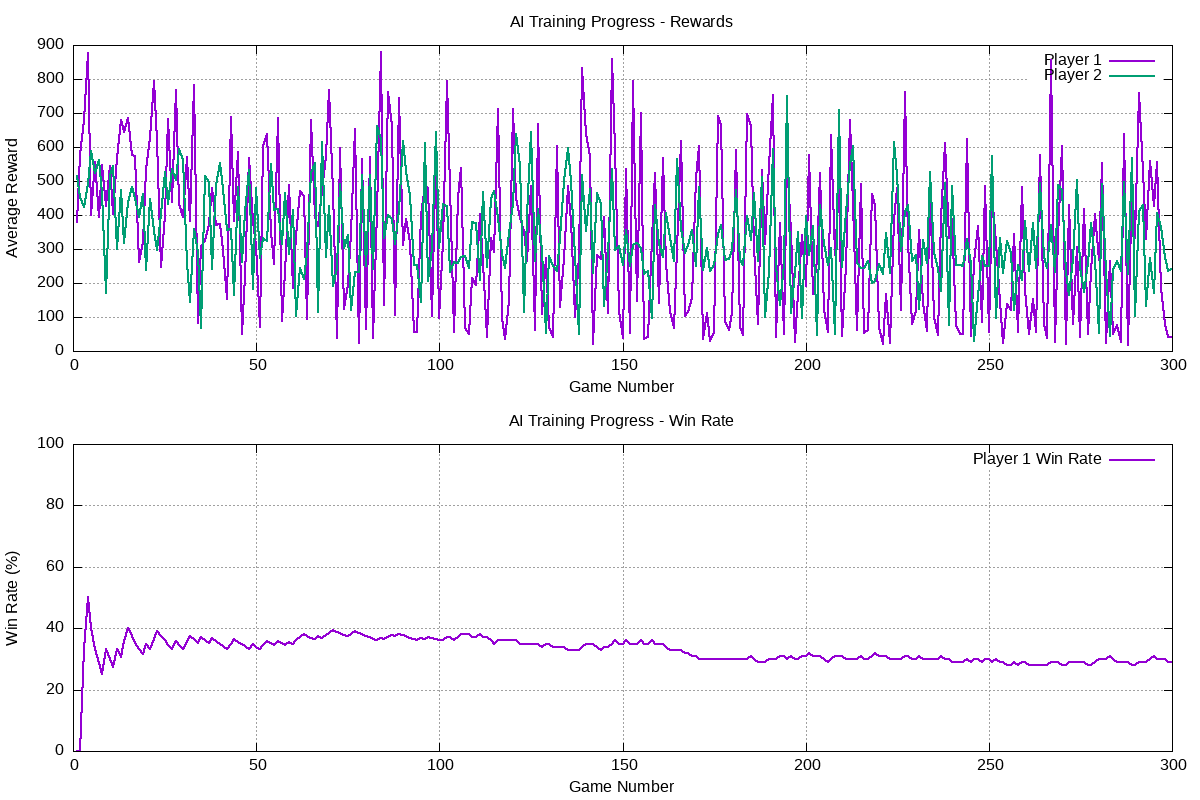 AI Training Progress - Rewards
900
800
700
600
500
400
300
200
100
0
Average Reward
Player 1
Player 2
0 50 100 150 200 250 300
Game Number
AI Training Progress - Win Rate
100
80
60
40
20
0
Win Rate (%)
Player 1 Win Rate
0 50 100 150 200 250 300
Game Number